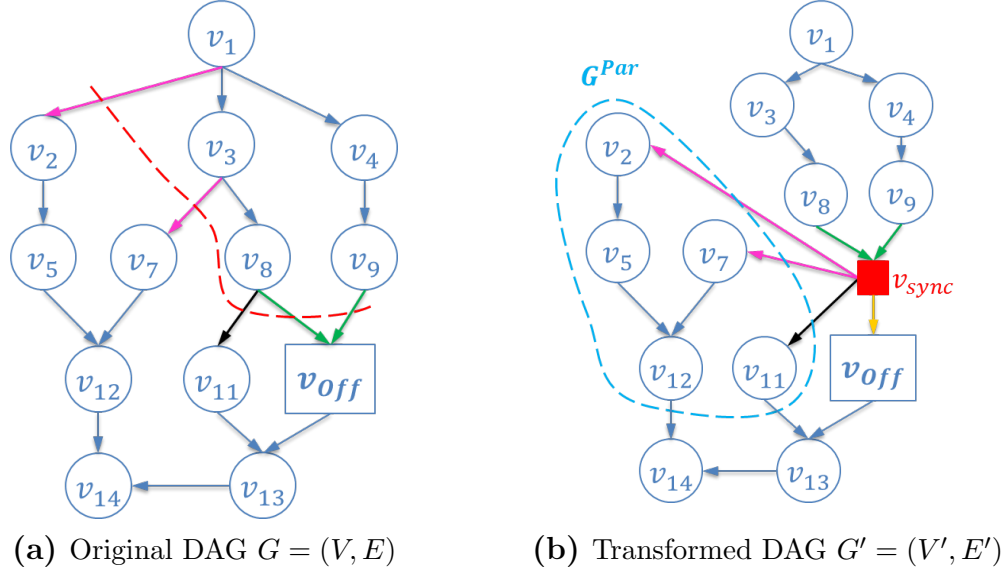 v₁
v₂
v₃
v₄
v₅
v₇
v₈
v₉
v₁₂
v₁₁
v_Off
v₁₄
v₁₃
(a) Original DAG G = (V, E)
v₁
G^Par
v₃
v₄
v₂
v₈
v₉
v₅
v₇
v_sync
v₁₂
v₁₁
v_Off
v₁₄
v₁₃
(b) Transformed DAG G′ = (V′, E′)